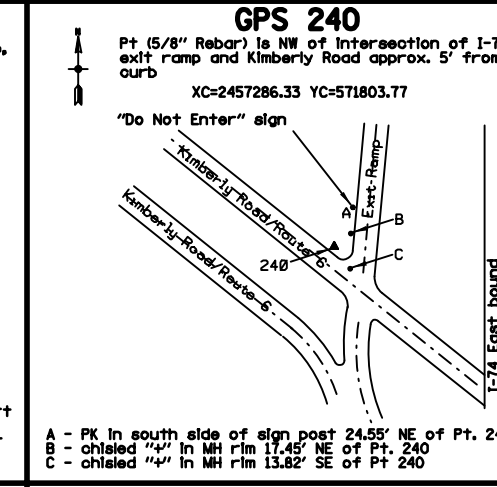 GPS 240
N
Pt (5/8" Rebar) is NW of intersection of I-7
exit ramp and Kimberly Road approx. 5' from
curb
XC=2457286.33 YC=571803.77
"Do Not Enter" sign
Kimberly Road/Route 6
Exit Ramp
A
B
C
240
Kimberly Road/Route 6
I-74 East bound
A - PK in south side of sign post 24.55' NE of Pt. 24
B - chisled "+" in MH rim 17.45' NE of Pt. 240
C - chisled "+" in MH rim 13.82' SE of Pt 240